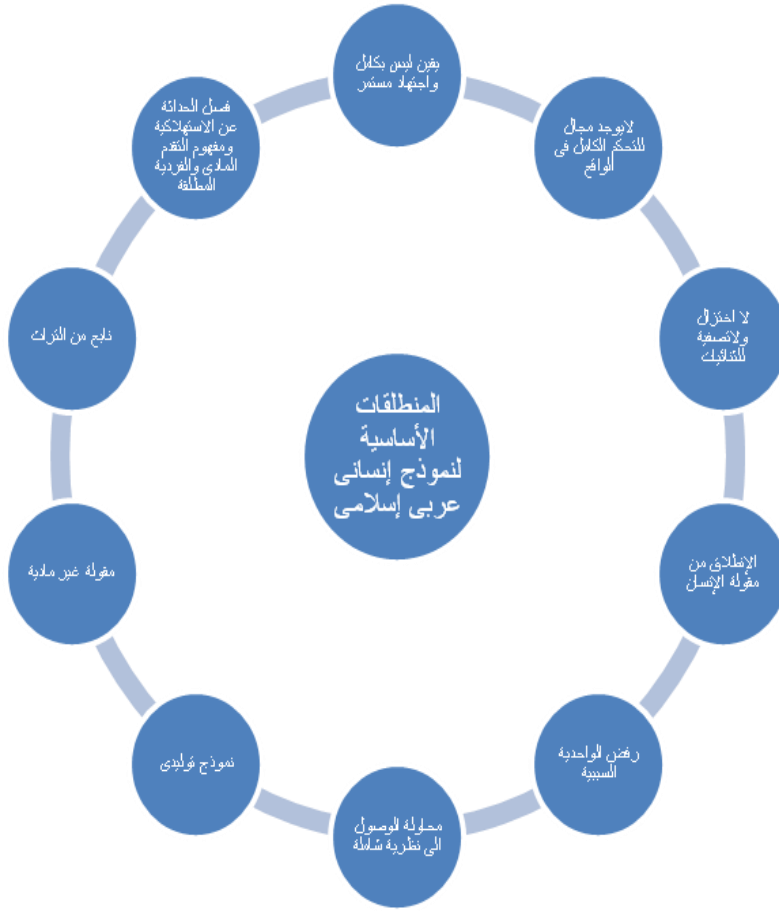 يقين ليس بكامل
واجتهاد مستمر
لايوجد مجال
للتحكم الكامل فى
الواقع
لا اختزال
ولاتصفية
للثنائيات
الإنطلاق من
مقولة الإنسان
رفض الواحدية
السببية
محاولة الوصول
الى نظرية شاملة
نموذج توليدى
مقولة غير مادية
نابع من التراث
فصل الحداثة
عن الاستهلاكية
ومفهوم التقدم
المادى والفردية
المطلقة
المنطلقات
الأساسية
لنموذج إنسانى
عربى إسلامى